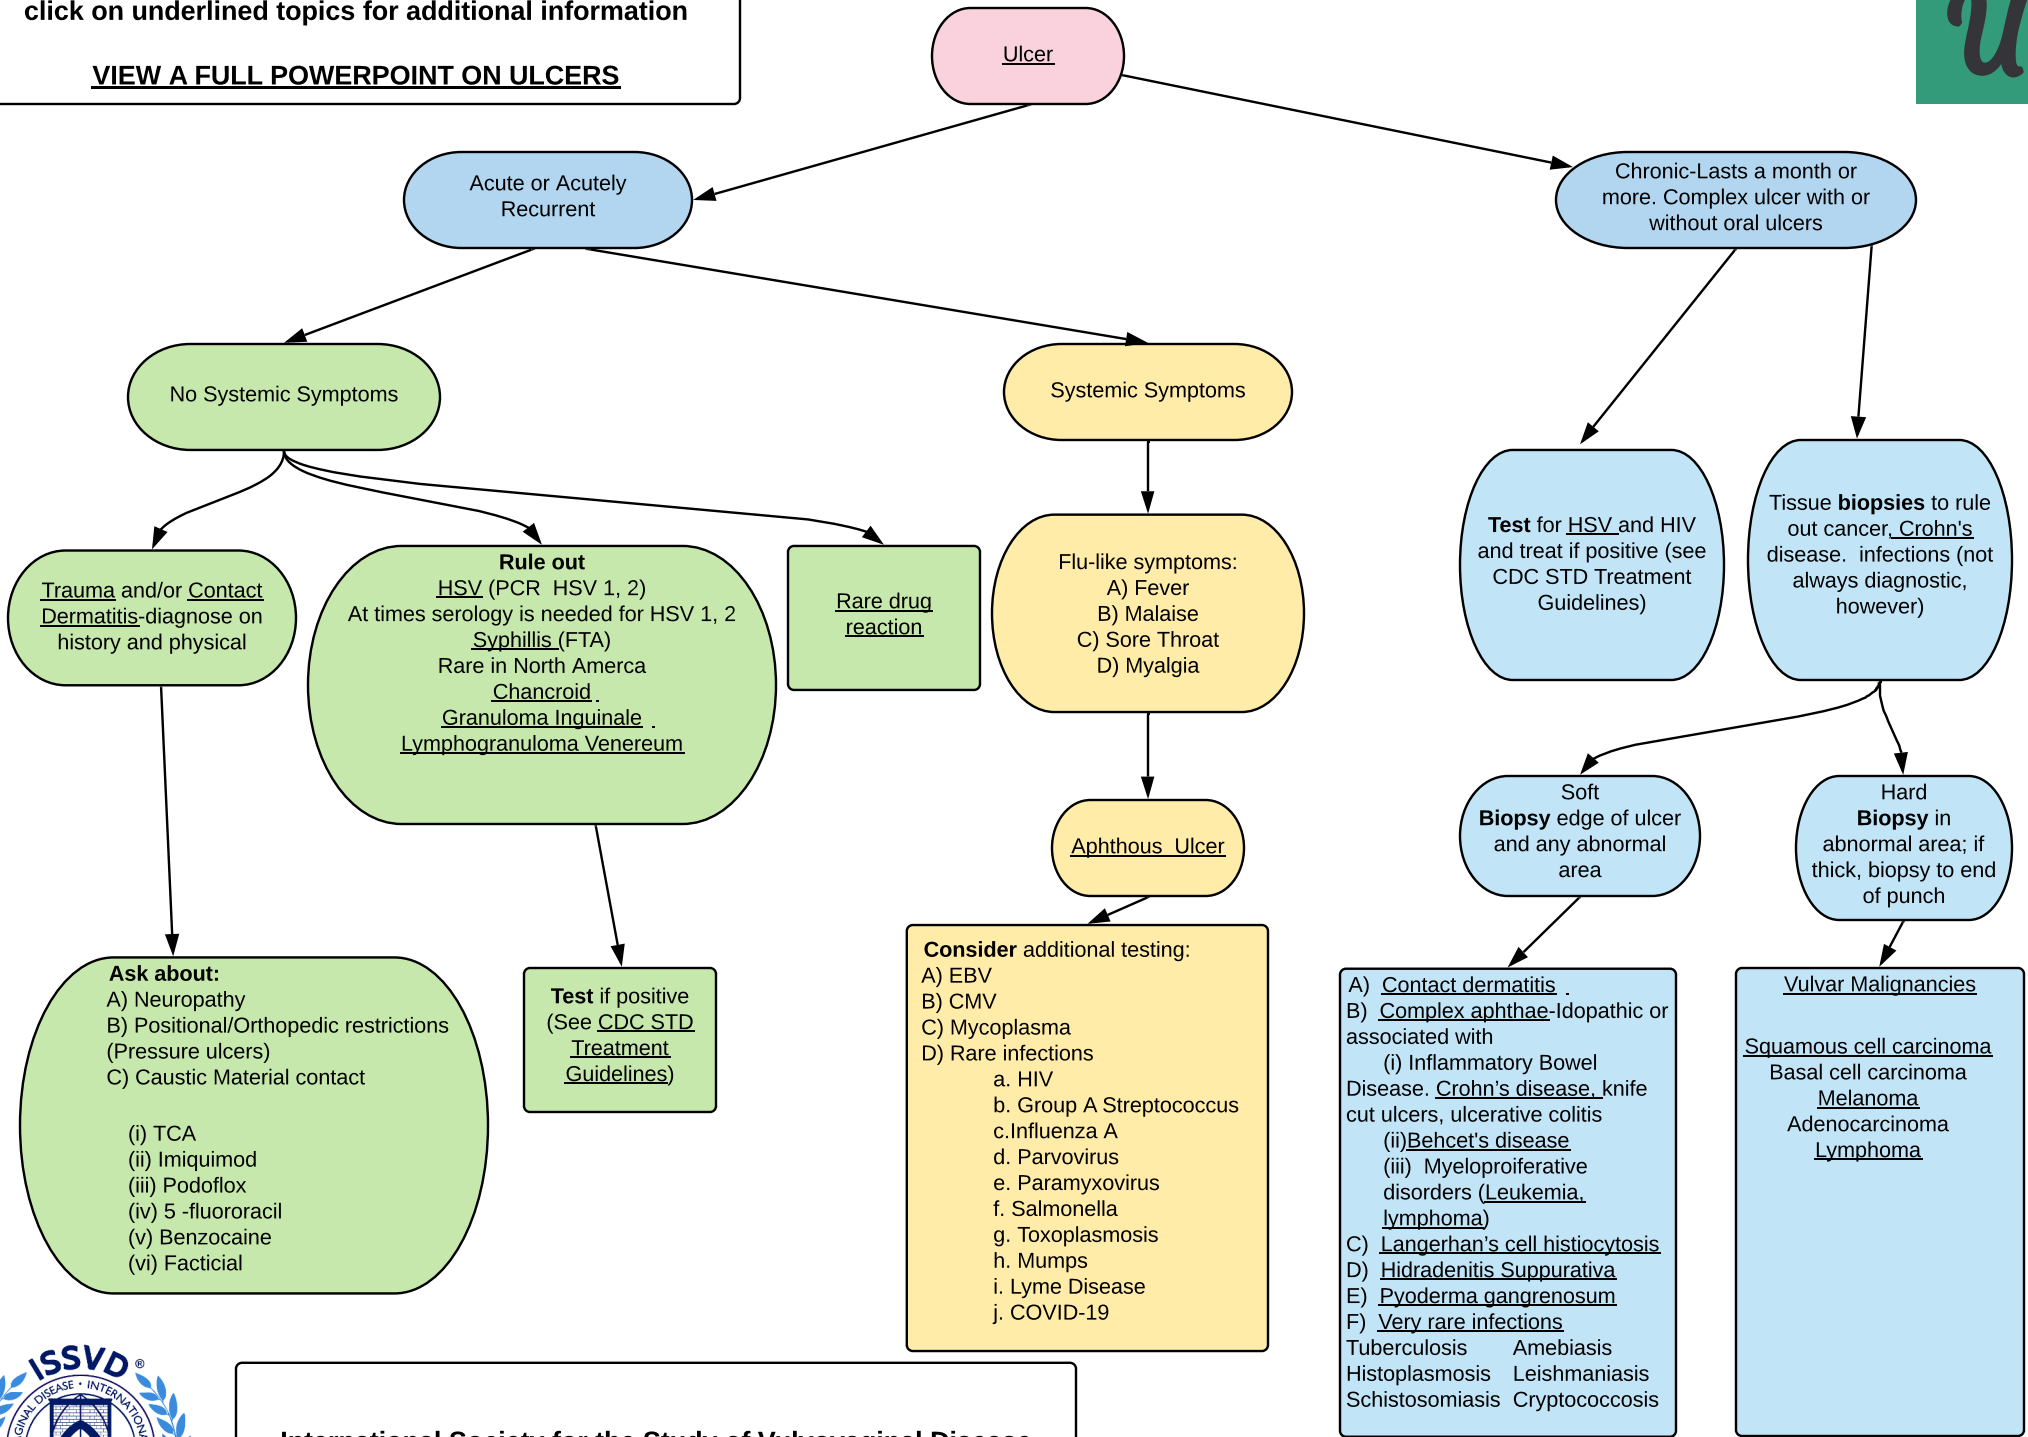 click on underlined topics for additional information
VIEW A FULL POWERPOINT ON ULCERS
Ulcer
Acute or Acutely
Recurrent
Chronic-Lasts a month or
more. Complex ulcer with or
without oral ulcers
No Systemic Symptoms
Systemic Symptoms
Trauma and/or Contact
Dermatitis-diagnose on
history and physical
Rule out
HSV (PCR HSV 1, 2)
At times serology is needed for HSV 1, 2
Syphillis (FTA)
Rare in North Amerca
Chancroid
Granuloma Inguinale
Lymphogranuloma Venereum
Rare drug
reaction
Flu-like symptoms:
A) Fever
B) Malaise
C) Sore Throat
D) Myalgia
Test for HSV and HIV
and treat if positive (see
CDC STD Treatment
Guidelines)
Tissue biopsies to rule
out cancer, Crohn's
disease. infections (not
always diagnostic,
however)
Aphthous Ulcer
Soft
Biopsy edge of ulcer
and any abnormal
area
Hard
Biopsy in
abnormal area; if
thick, biopsy to end
of punch
Ask about:
A) Neuropathy
B) Positional/Orthopedic restrictions
(Pressure ulcers)
C) Caustic Material contact
(i) TCA
(ii) Imiquimod
(iii) Podoflox
(iv) 5 -fluororacil
(v) Benzocaine
(vi) Facticial
Test if positive
(See CDC STD
Treatment
Guidelines)
Consider additional testing:
A) EBV
B) CMV
C) Mycoplasma
D) Rare infections
a. HIV
b. Group A Streptococcus
c.Influenza A
d. Parvovirus
e. Paramyxovirus
f. Salmonella
g. Toxoplasmosis
h. Mumps
i. Lyme Disease
j. COVID-19
A) Contact dermatitis
B) Complex aphthae-Idopathic or
associated with
(i) Inflammatory Bowel
Disease. Crohn’s disease, knife
cut ulcers, ulcerative colitis
(ii)Behcet's disease
(iii) Myeloproiferative
disorders (Leukemia,
lymphoma)
C) Langerhan’s cell histiocytosis
D) Hidradenitis Suppurativa
E) Pyoderma gangrenosum
F) Very rare infections
Tuberculosis Amebiasis
Histoplasmosis Leishmaniasis
Schistosomiasis Cryptococcosis
Vulvar Malignancies
Squamous cell carcinoma
Basal cell carcinoma
Melanoma
Adenocarcinoma
Lymphoma
ISSVD®
DISEASE • INTERNATIONAL
International Society for the Study of Vulvovaginal Disease